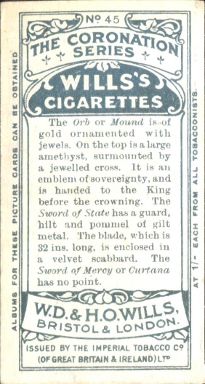 No 45
THE CORONATION
SERIES
WILLS'S
CIGARETTES
The Orb or Mound is of
gold ornamented with
jewels. On the top is a large
amethyst, surmounted by
a jewelled cross. It is an
emblem of sovereignty, and
is handed to the King
before the crowning. The
Sword of State has a guard,
hilt and pommel of gilt
metal. The blade, which is
32 ins. long, is enclosed in
a velvet scabbard. The
Sword of Mercy or Curtana
has no point.
W.D. & H.O. WILLS,
BRISTOL & LONDON.
ISSUED BY THE IMPERIAL TOBACCO Co
(OF GREAT BRITAIN & IRELAND) LTD
ALBUMS FOR THESE PICTURE CARDS CAN BE OBTAINED
AT 1/- EACH FROM ALL TOBACCONISTS.